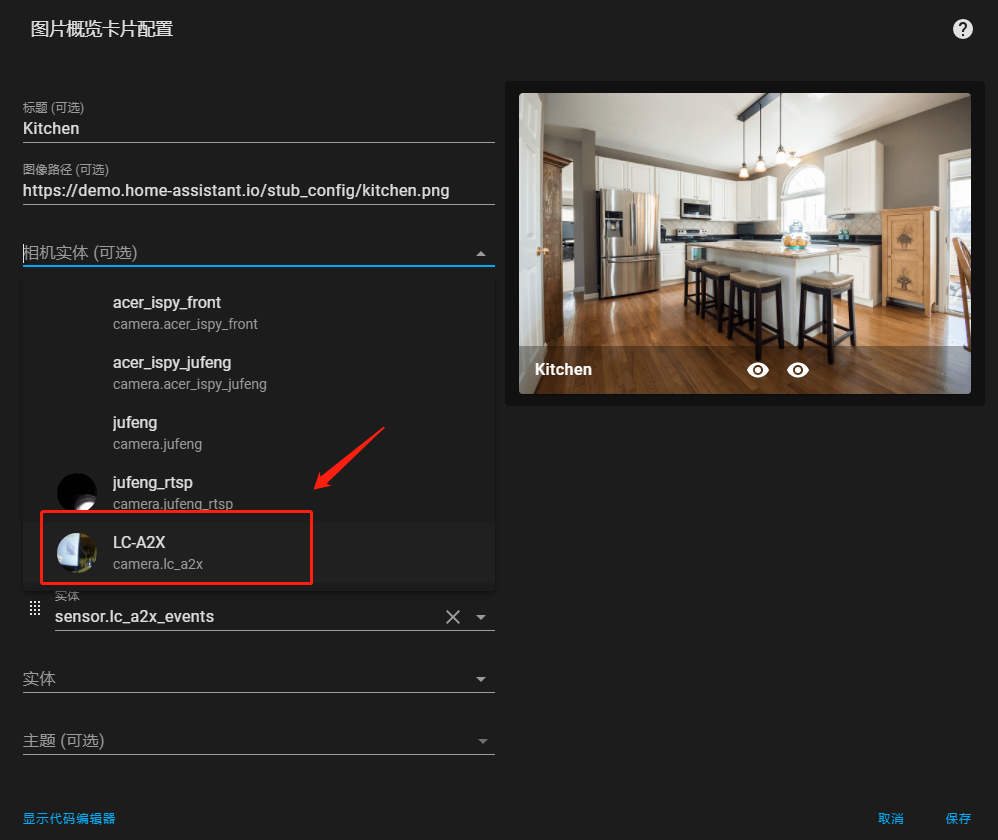 图片概览卡片配置
标题 (可选)
Kitchen
图像路径 (可选)
https://demo.home-assistant.io/stub_config/kitchen.png
相机实体 (可选)
acer_ispy_front
camera.acer_ispy_front
acer_ispy_jufeng
camera.acer_ispy_jufeng
jufeng
camera.jufeng
jufeng_rtsp
camera.jufeng_rtsp
LC-A2X
camera.lc_a2x
实体
sensor.lc_a2x_events
实体
主题 (可选)
Kitchen
显示代码编辑器
取消
保存